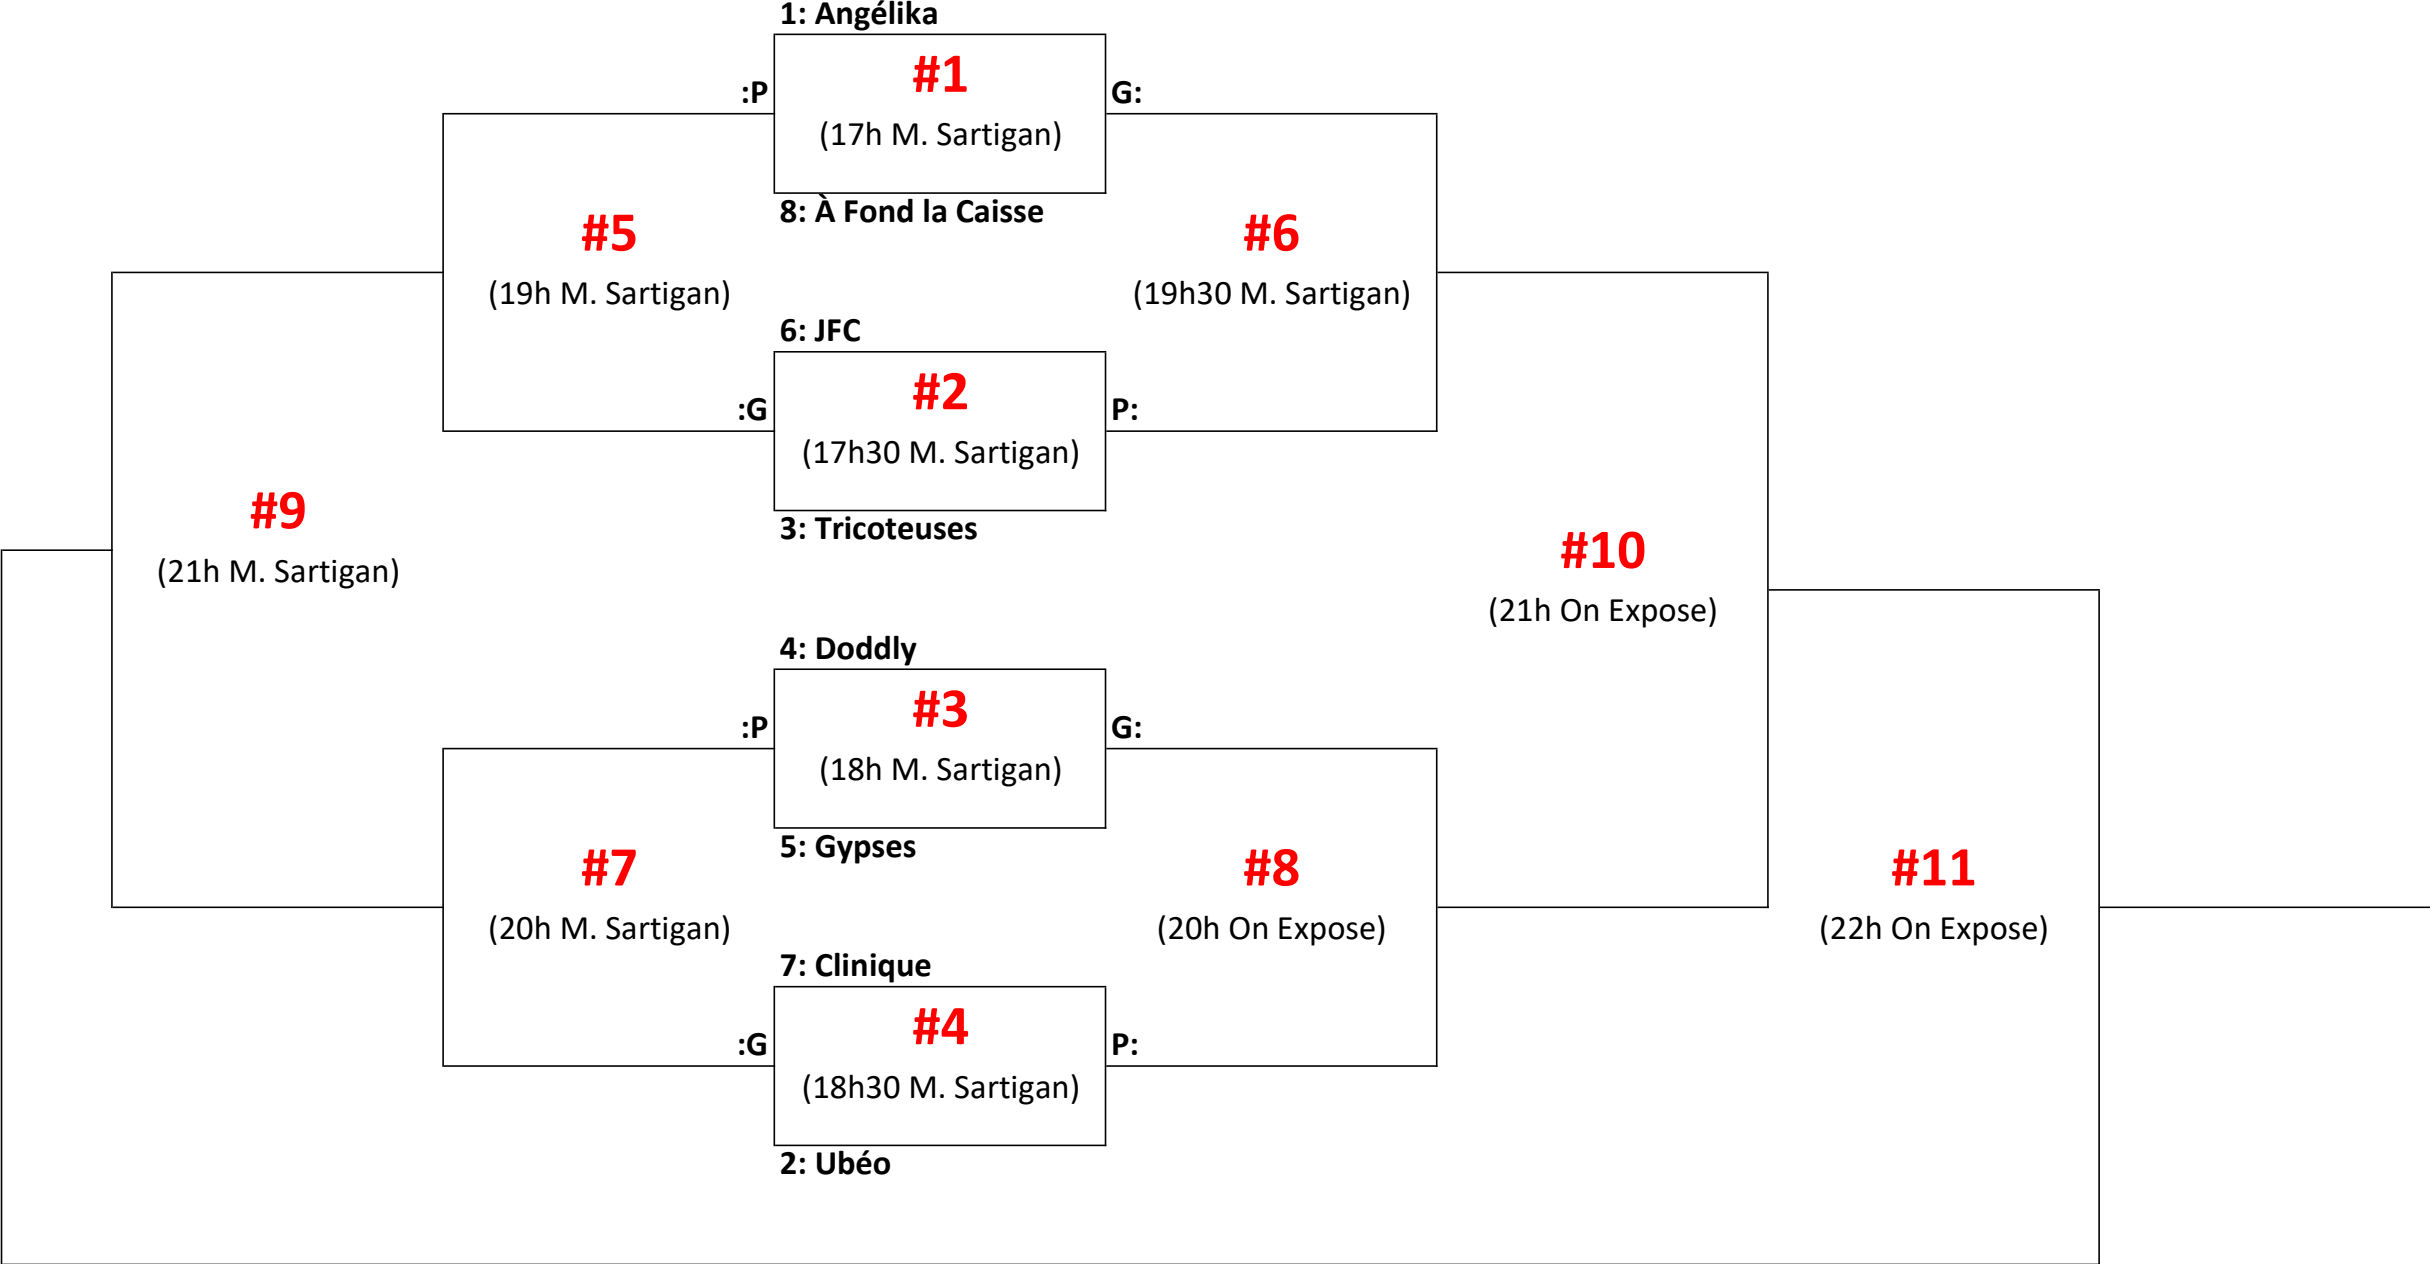 1: Angélika
#1
:P
G:
(17h M. Sartigan)
8: À Fond la Caisse
#5
#6
(19h M. Sartigan)
(19h30 M. Sartigan)
6: JFC
#2
:G
P:
(17h30 M. Sartigan)
#9
3: Tricoteuses
#10
(21h M. Sartigan)
(21h On Expose)
4: Doddly
#3
:P
G:
(18h M. Sartigan)
5: Gypses
#7
#8
#11
(20h M. Sartigan)
(20h On Expose)
(22h On Expose)
7: Clinique
#4
:G
P:
(18h30 M. Sartigan)
2: Ubéo